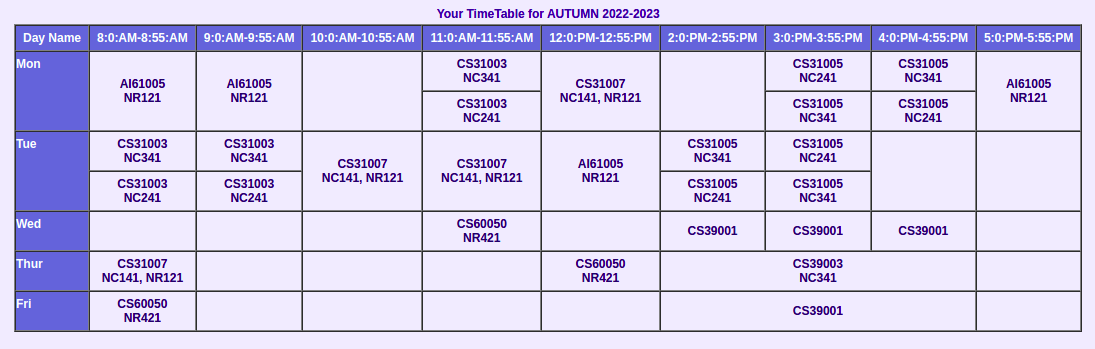 Your TimeTable for AUTUMN 2022-2023
Day Name 8:0:AM-8:55:AM 9:0:AM-9:55:AM 10:0:AM-10:55:AM 11:0:AM-11:55:AM 12:0:PM-12:55:PM 2:0:PM-2:55:PM 3:0:PM-3:55:PM 4:0:PM-4:55:PM 5:0:PM-5:55:PM
Mon
AI61005
NR121
AI61005
NR121
CS31003
NC341
CS31003
NC241
CS31007
NC141, NR121
CS31005
NC241
CS31005
NC341
CS31005
NC341
CS31005
NC241
AI61005
NR121
Tue
CS31003
NC341
CS31003
NC241
CS31003
NC341
CS31003
NC241
CS31007
NC141, NR121
CS31007
NC141, NR121
AI61005
NR121
CS31005
NC341
CS31005
NC241
CS31005
NC241
CS31005
NC341
Wed
CS60050
NR421
CS39001
CS39001
CS39001
Thur
CS31007
NC141, NR121
CS60050
NR421
CS39003
NC341
Fri
CS60050
NR421
CS39001